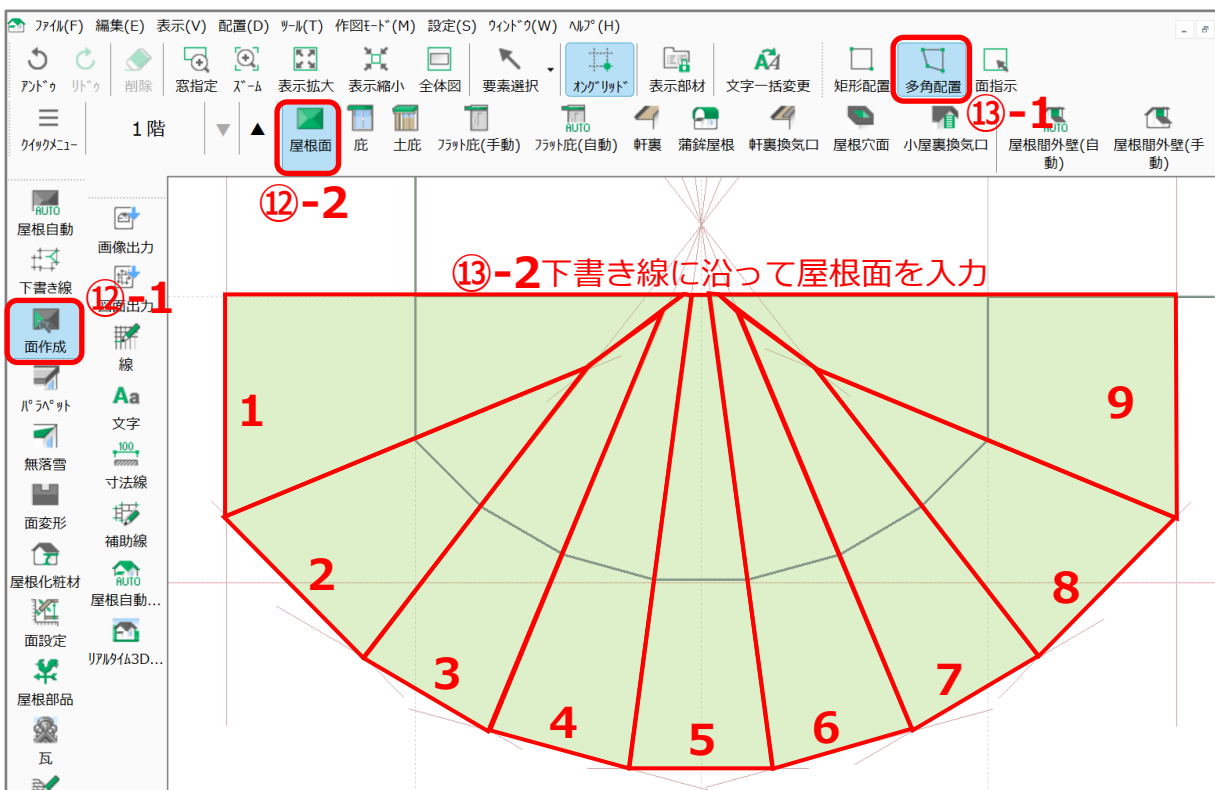 ﾌｧｲﾙ(F) 編集(E) 表示(V) 配置(D) ﾂｰﾙ(T) 作図ﾓｰﾄﾞ(M) 設定(S) ｳｨﾝﾄﾞｳ(W) ﾍﾙﾌﾟ(H)
ｱﾝﾄﾞｩ ﾘﾄﾞｩ 削除 窓指定 ｽﾞｰﾑ 表示拡大 表示縮小 全体図 要素選択 ｵﾝｸﾞﾘｯﾄﾞ 表示部材 文字一括変更 矩形配置 多角配置 面指示
⑬-1
ｸｲｯｸﾒﾆｭｰ 1 階 屋根面 庇 土庇 ﾌﾗｯﾄ庇(手動) AUTO ﾌﾗｯﾄ庇(自動) 軒裏 蒲鉾屋根 軒裏換気口 屋根穴面 小屋裏換気口 AUTO 屋根間外壁(自動) 屋根間外壁(手動)
⑫-2
AUTO
屋根自動
下書き線
⑫-1
面作成
ﾊﾟﾗﾍﾟｯﾄ
無落雪
面変形
屋根化粧材
面設定
屋根部品
瓦
画像出力
図面出力
線
Aa
文字
100
寸法線
補助線
AUTO
屋根自動...
ﾘｱﾙﾀｲﾑ3D...
⑬-2下書き線に沿って屋根面を入力
1
2
3
4
5
6
7
8
9